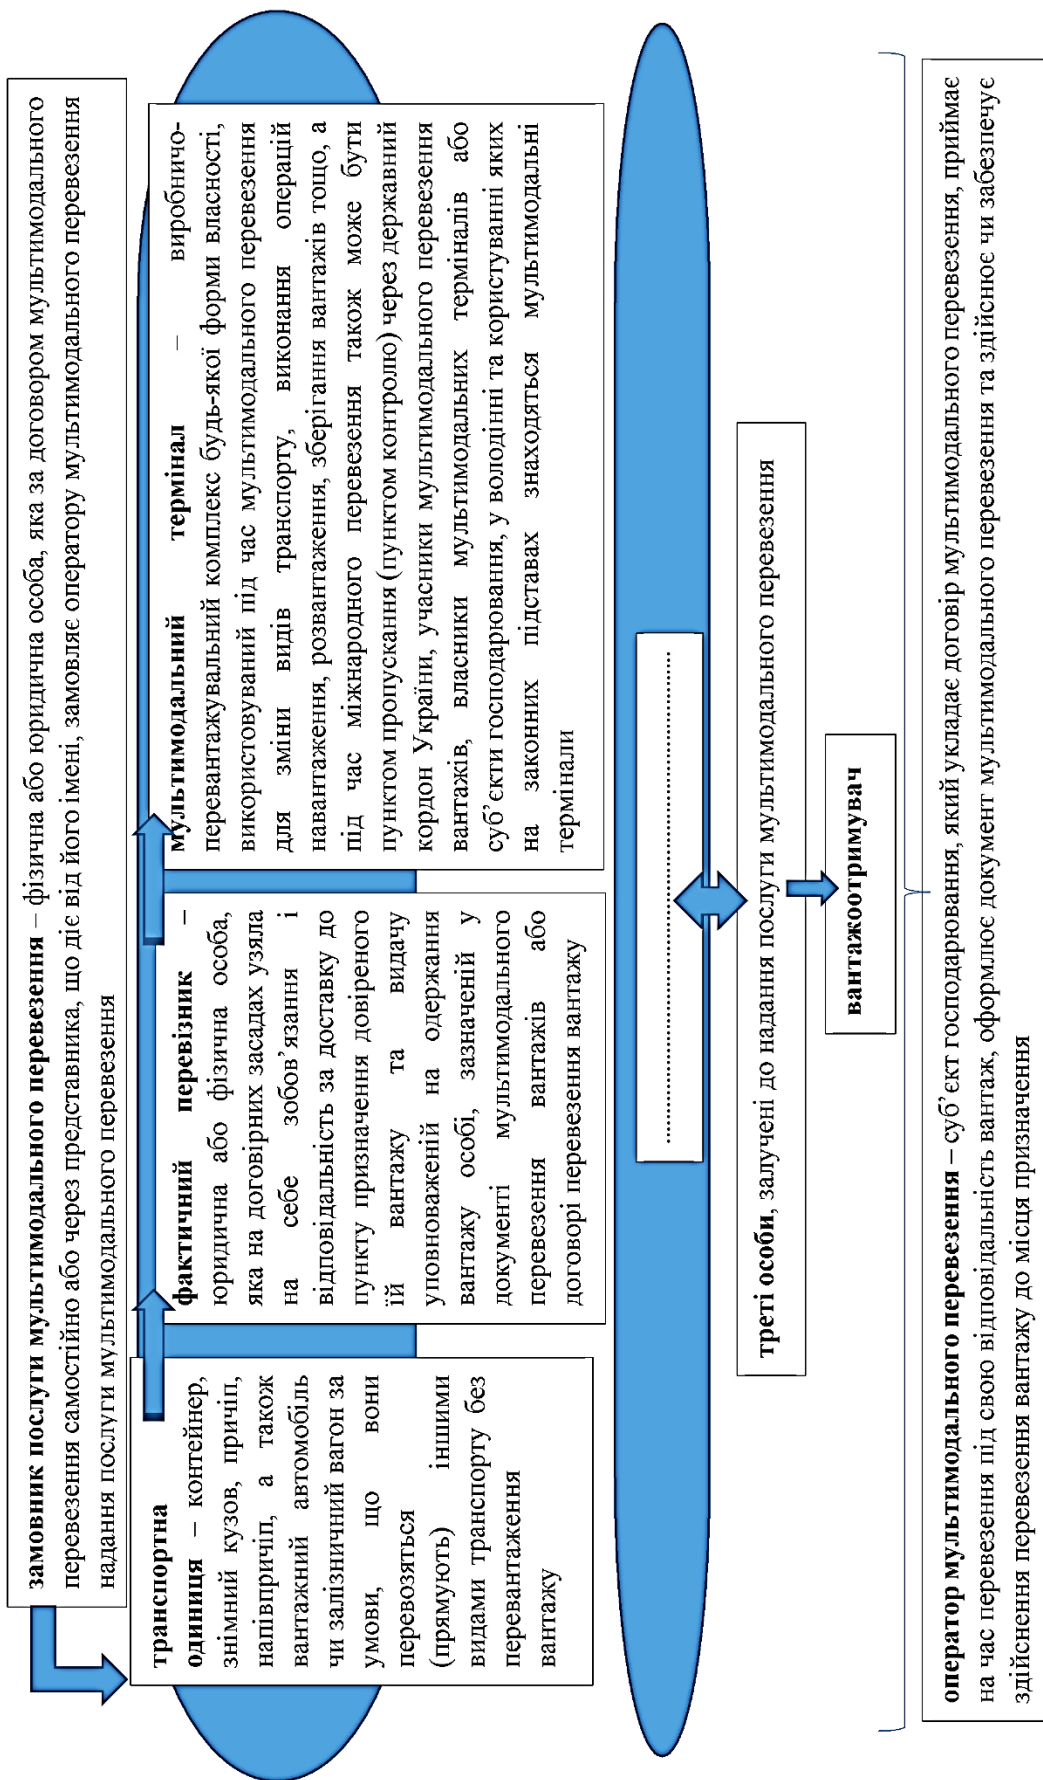 замовник послуги мультимодального перевезення – фізична або юридична особа, яка за договором мультимодального
перевезення самостійно або через представника, що діє від його імені, замовляє оператору мультимодального перевезення
надання послуги мультимодального перевезення
транспортна
одиниця – контейнер,
знімний кузов, причіп,
напівпричіп, а також
вантажний автомобіль
чи залізничний вагон за
умови, що вони
перевозяться
(прямують) іншими
видами транспорту без
перевантаження
вантажу
фактичний перевізник –
юридична або фізична особа,
яка на договірних засадах узяла
на себе зобов’язання і
відповідальність за доставку до
пункту призначення довіреного
їй вантажу та видачу
уповноваженій на одержання
вантажу особі, зазначеній у
документі мультимодального
перевезення вантажів або
договорі перевезення вантажу
мультимодальний термінал – виробничо-
перевантажувальний комплекс будь-якої форми власності,
використовуваний під час мультимодального перевезення
для зміни видів транспорту, виконання операцій
навантаження, розвантаження, зберігання вантажів тощо, а
під час міжнародного перевезення також може бути
пунктом пропускання (пунктом контролю) через державний
кордон України, учасники мультимодального перевезення
вантажів, власники мультимодальних терміналів або
суб’єкти господарювання, у володінні та користуванні яких
на законних підставах знаходяться мультимодальні
термінали
треті особи, залучені до надання послуги мультимодального перевезення
вантажоотримувач
оператор мультимодального перевезення – суб’єкт господарювання, який укладає договір мультимодального перевезення, приймає
на час перевезення під свою відповідальність вантаж, оформлює документ мультимодального перевезення та здійснює чи забезпечує
здійснення перевезення вантажу до місця призначення